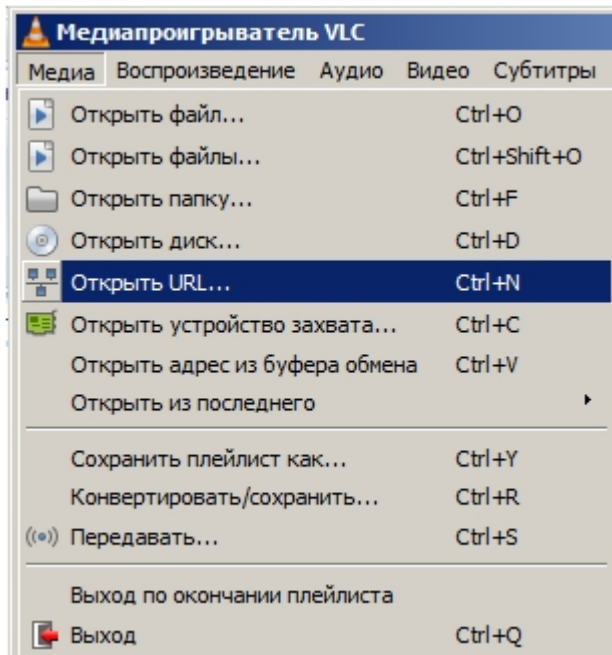 Медиапроигрыватель VLC
Медиа Воспроизведение Аудио Видео Субтитры
Открыть файл... Ctrl+O
Открыть файлы... Ctrl+Shift+O
Открыть папку... Ctrl+F
Открыть диск... Ctrl+D
Открыть URL... Ctrl+N
Открыть устройство захвата... Ctrl+C
Открыть адрес из буфера обмена Ctrl+V
Открыть из последнего
Сохранить плейлист как... Ctrl+Y
Конвертировать/сохранить... Ctrl+R
Передавать... Ctrl+S
Выход по окончании плейлиста
Выход Ctrl+Q